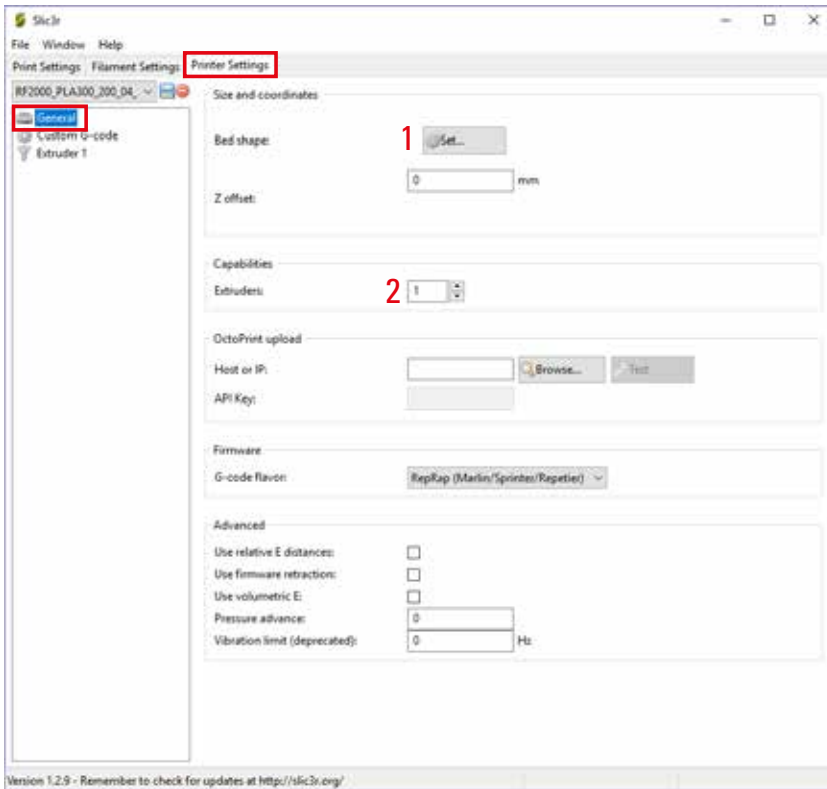 Slic3r
File Window Help
Print Settings Filament Settings Printer Settings
RF2000_PLA300_200_04_
General
Custom G-code
Extruder 1
Size and coordinates
Bed shape: 1 Set...
0 mm
Z offset:
Capabilities
Extruders: 2 1
OctoPrint upload
Host or IP: Browse... Test
API Key:
Firmware
G-code flavor: RepRap (Marlin/Sprinter/Repetier)
Advanced
Use relative E distances:
Use firmware retraction:
Use volumetric E:
Pressure advance: 0
Vibration limit (deprecated): 0 Hz
Version 1.2.9 - Remember to check for updates at http://slic3r.org/